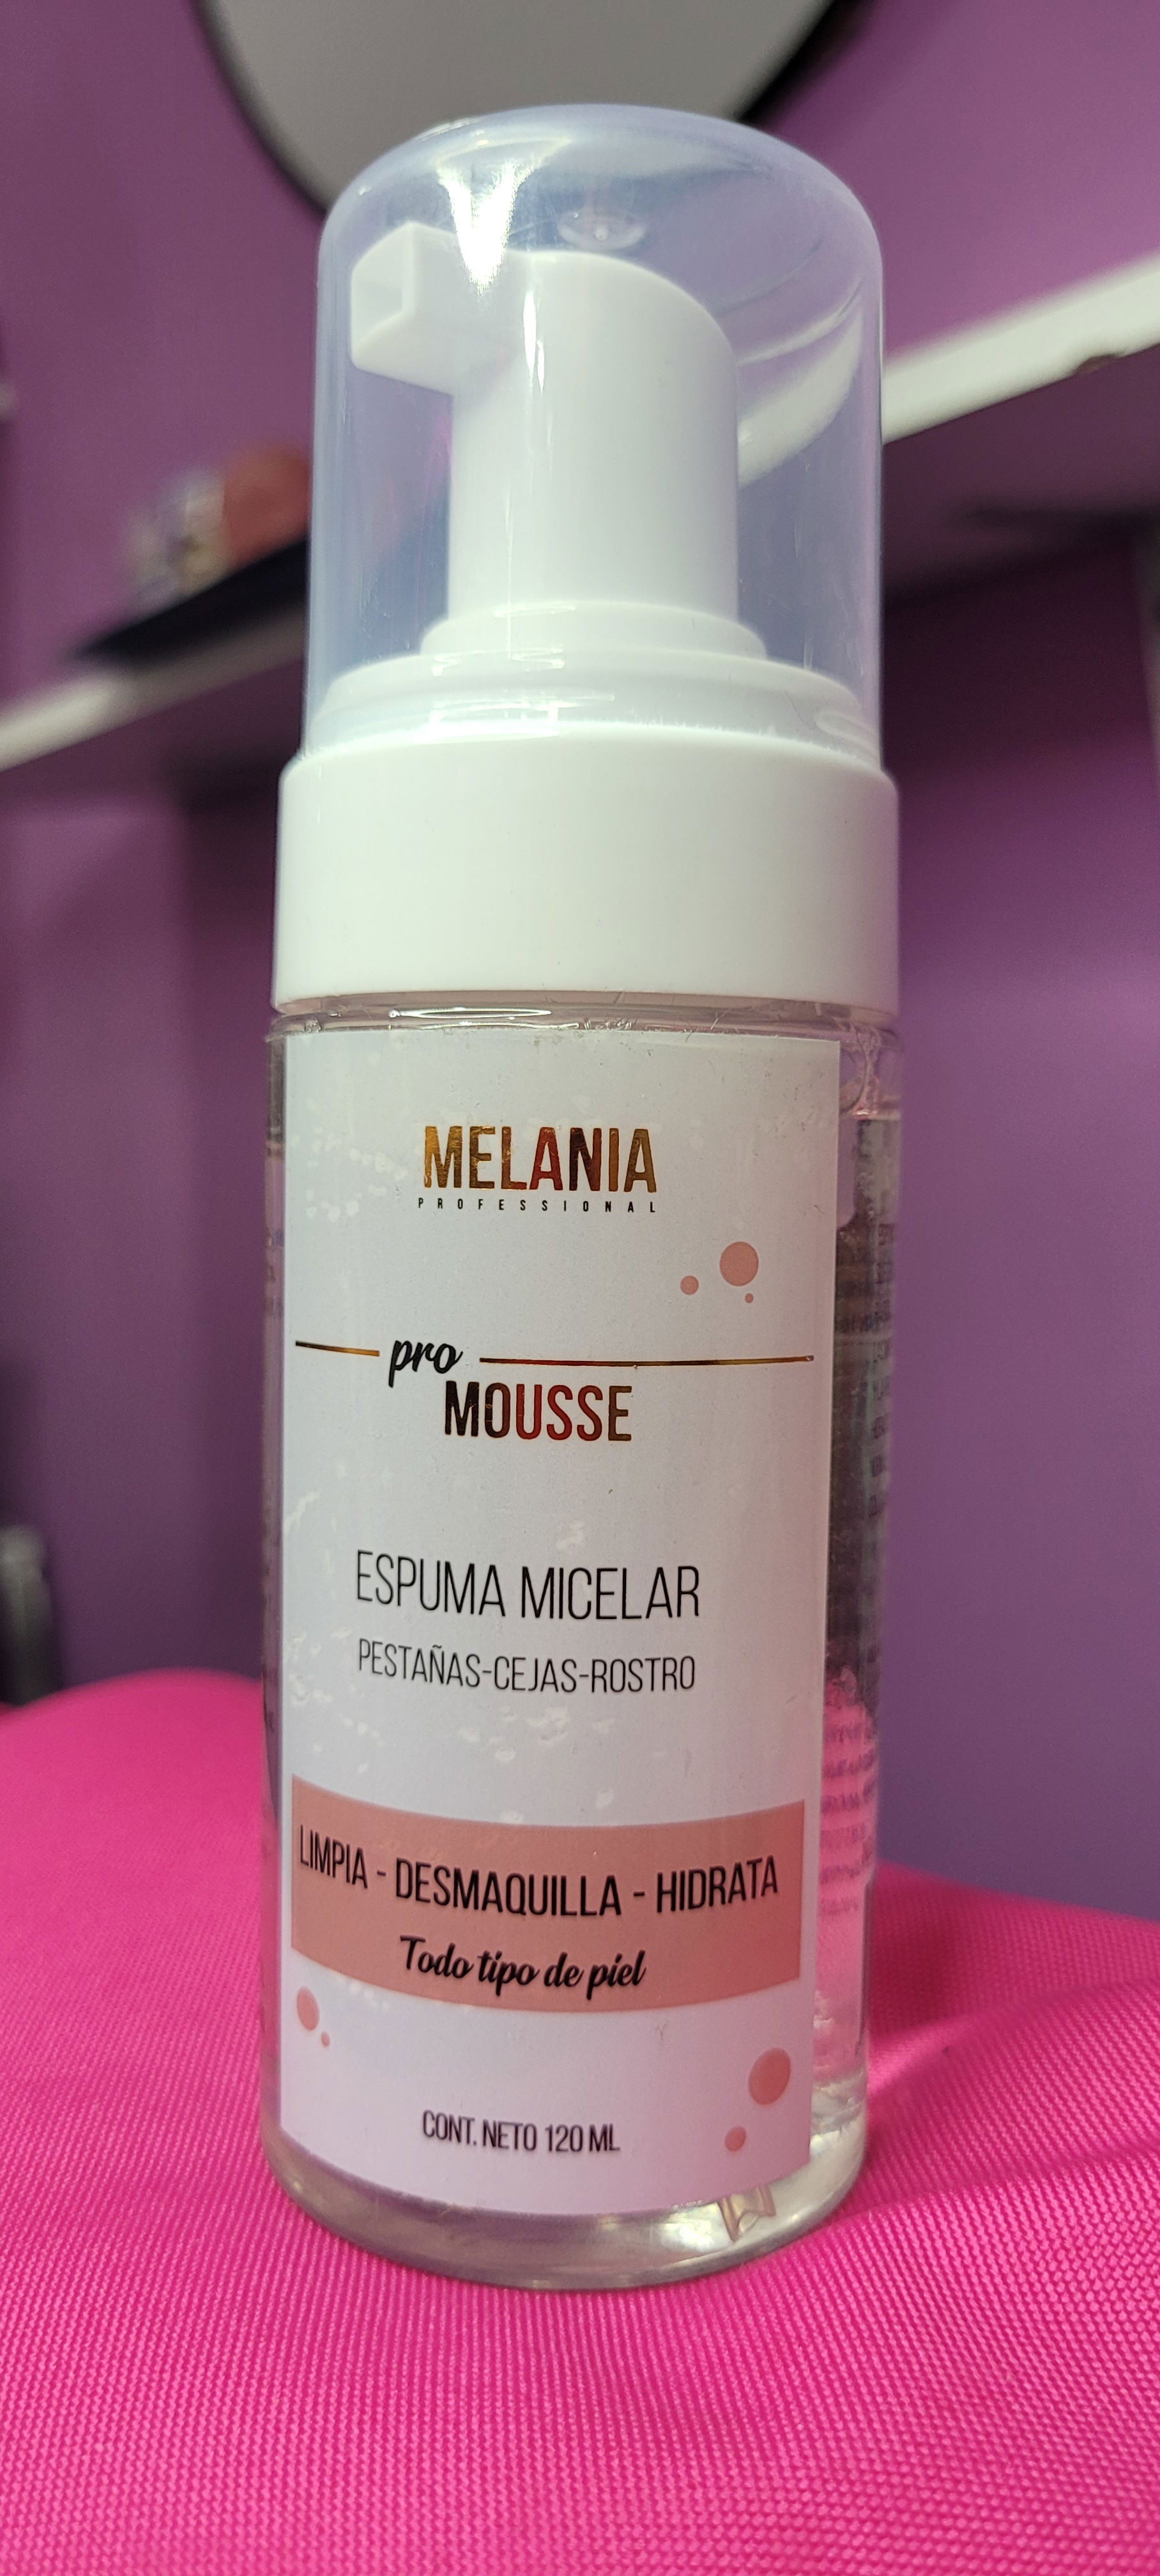 MELANIA
PROFESSIONAL
pro
MOUSSE
ESPUMA MICELAR
PESTAÑAS-CEJAS-ROSTRO
LIMPIA - DESMAQUILLA - HIDRATA
Todo tipo de piel
CONT. NETO 120 ML